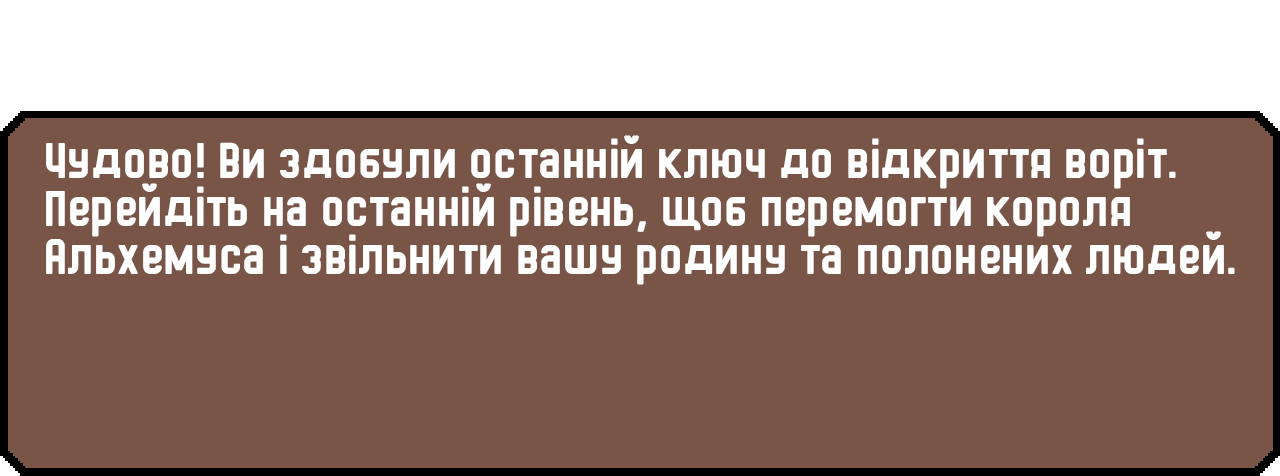 Чудово! Ви здобули останній ключ до відкриття воріт.
Перейдіть на останній рівень, щоб перемогти короля
Альхемуса і звільнити вашу родину та полонених людей.